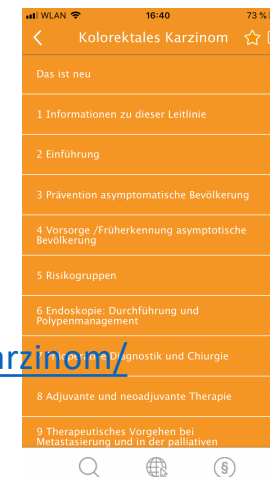 WLAN 16:40 73 %
Kolorektales Karzinom
Das ist neu
1 Informationen zu dieser Leitlinie
2 Einführung
3 Prävention asymptomatische Bevölkerung
4 Vorsorge /Früherkennung asymptotische
Bevölkerung
5 Risikogruppen
6 Endoskopie: Durchführung und
Polypenmanagement
arzinom/
Diagnostik und Chiurgie
8 Adjuvante und neoadjuvante Therapie
9 Therapeutisches Vorgehen bei
Metastasierung und in der palliativen
§